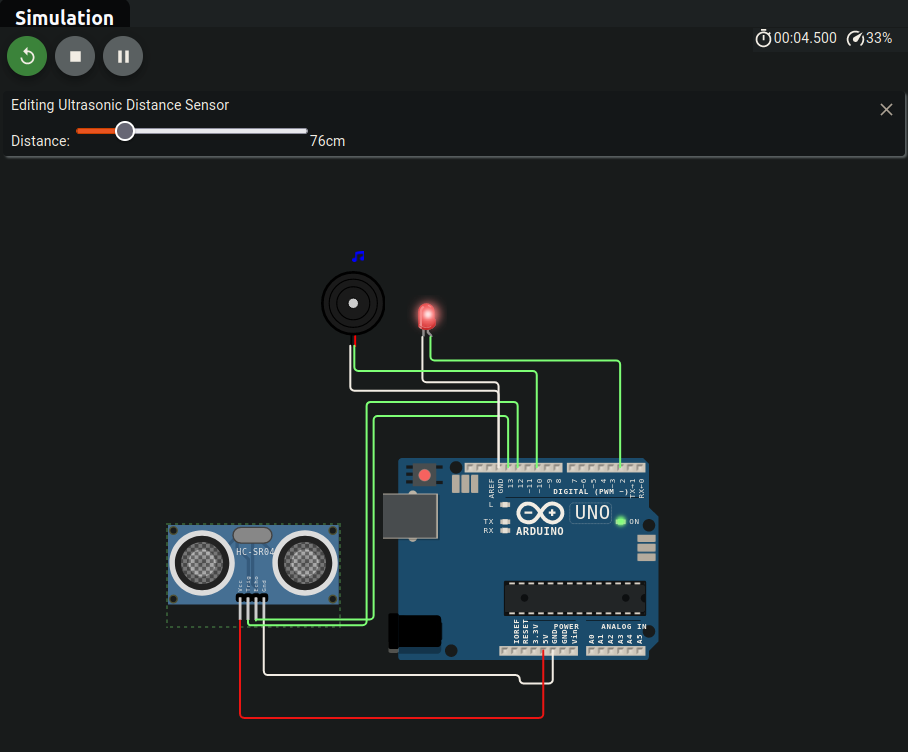 Simulation
00:04.500 33%
Editing Ultrasonic Distance Sensor
Distance: 76cm
AREF
GND
13
12
~11
~10
~9
8
7
~6
~5
4
~3
2
TX→1
RX←0
DIGITAL (PWM ~)
L
TX
RX
UNO
ARDUINO
ON
HC-SR04
Vcc
Trig
Echo
Gnd
IOREF
RESET
3.3V
5V
GND
GND
Vin
POWER
ANALOG IN
A0
A1
A2
A3
A4
A5